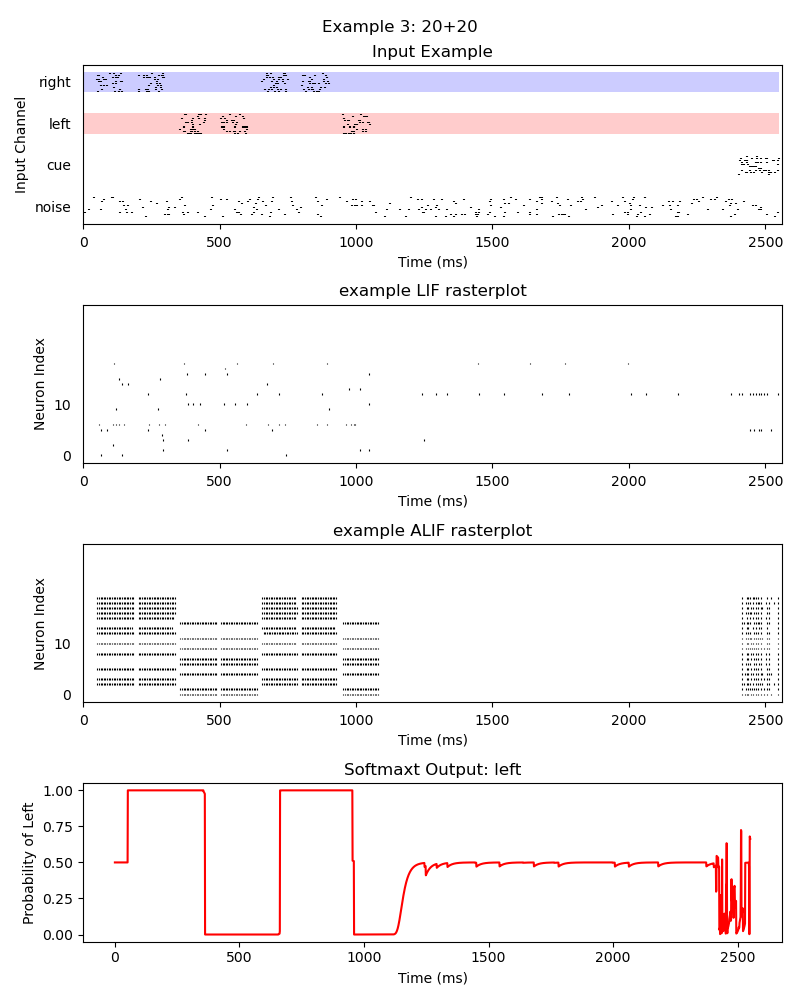 Example 3: 20+20
Input Example
Input Channel
right
left
cue
noise
0 500 1000 1500 2000 2500
Time (ms)
example LIF rasterplot
Neuron Index
10
0
0 500 1000 1500 2000 2500
Time (ms)
example ALIF rasterplot
Neuron Index
10
0
0 500 1000 1500 2000 2500
Time (ms)
Softmaxt Output: left
Probability of Left
1.00
0.75
0.50
0.25
0.00
0 500 1000 1500 2000 2500
Time (ms)